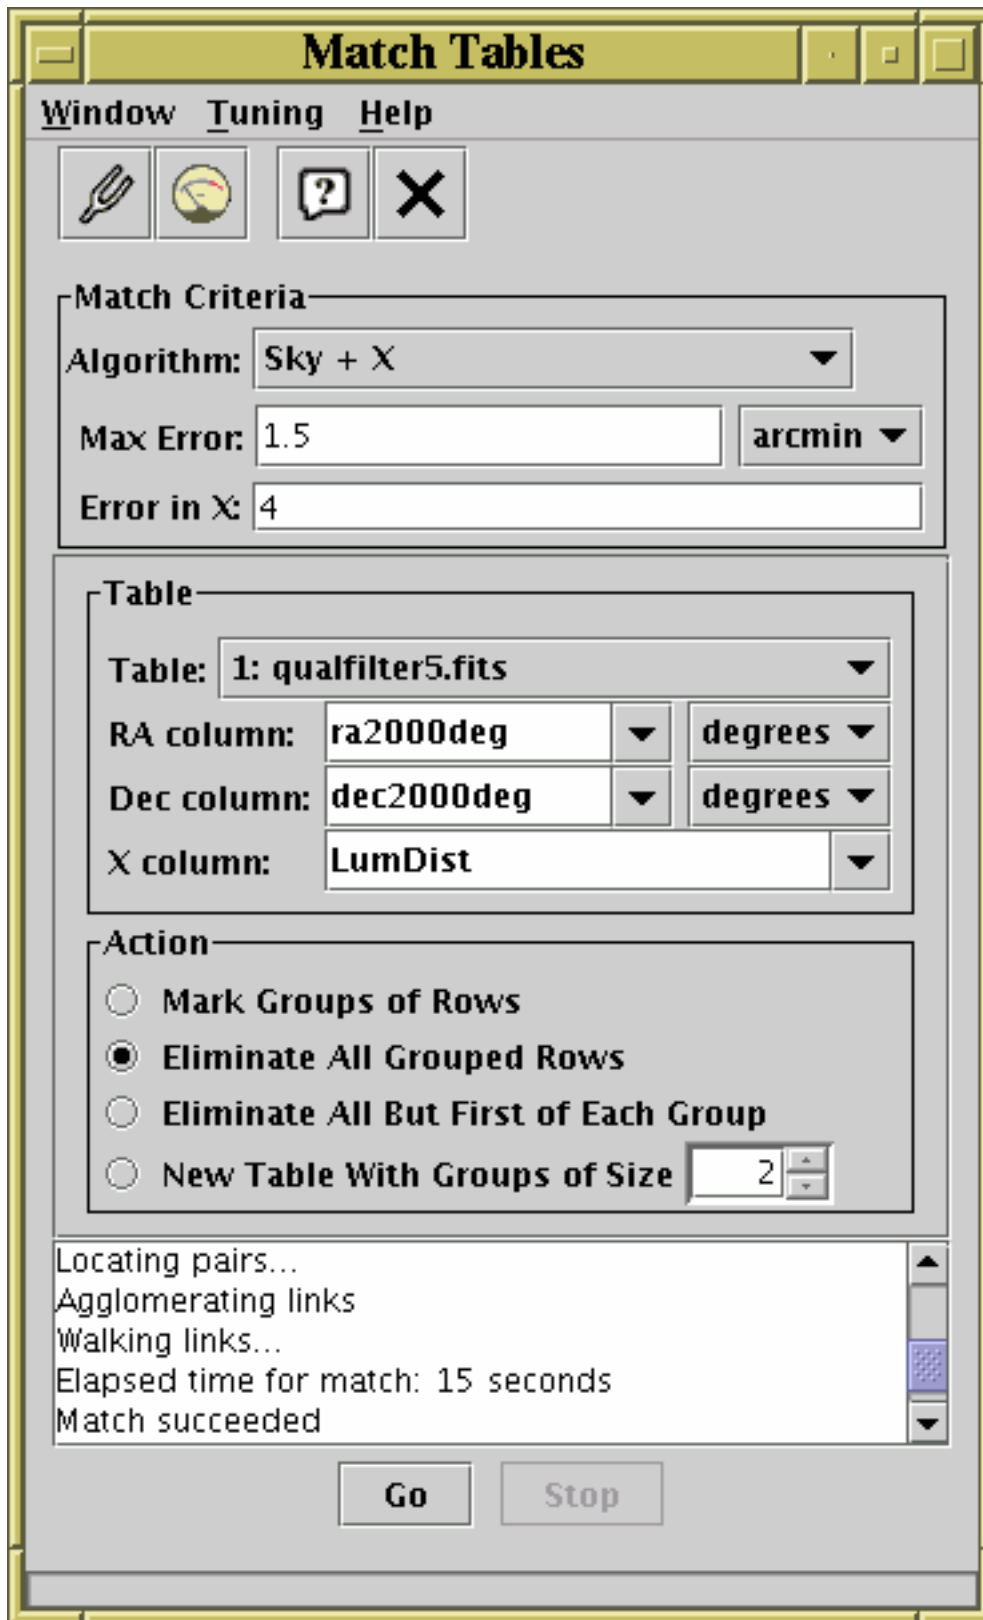 Match Tables
Window Tuning Help
?
Match Criteria
Algorithm: Sky + X
Max Error: 1.5 arcmin
Error in X: 4
Table
Table: 1: qualfilter5.fits
RA column: ra2000deg degrees
Dec column: dec2000deg degrees
X column: LumDist
Action
Mark Groups of Rows
Eliminate All Grouped Rows
Eliminate All But First of Each Group
New Table With Groups of Size 2
Locating pairs...
Agglomerating links
Walking links...
Elapsed time for match: 15 seconds
Match succeeded
Go Stop